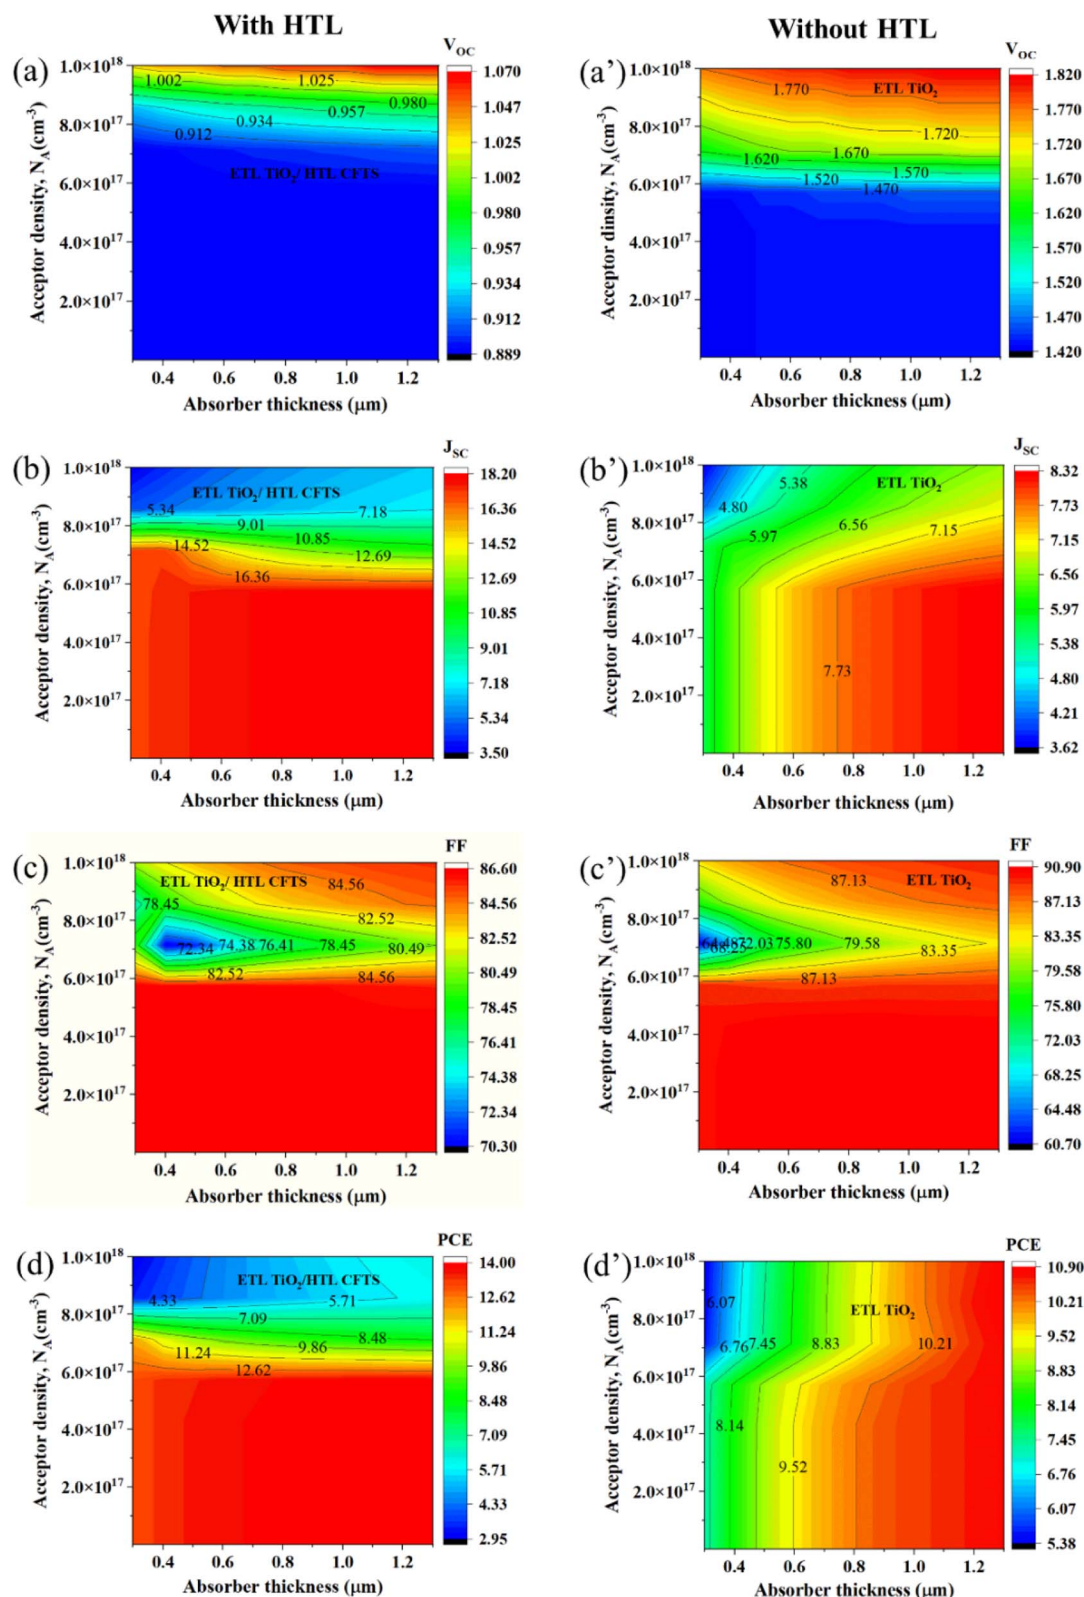 With HTL
Without HTL
(a)
V_OC
1.0×10^18
8.0×10^17
6.0×10^17
4.0×10^17
2.0×10^17
Acceptor density, N_A(cm^-3)
1.002
1.025
0.980
0.957
0.934
0.912
ETL TiO_2/ HTL CFTS
0.4 0.6 0.8 1.0 1.2
Absorber thickness (μm)
1.070
1.047
1.025
1.002
0.980
0.957
0.934
0.912
0.889
(a')
V_OC
1.0×10^18
8.0×10^17
6.0×10^17
4.0×10^17
2.0×10^17
Acceptor dinsity, N_A(cm^-3)
1.770
ETL TiO_2
1.720
1.670
1.620
1.570
1.520
1.470
0.4 0.6 0.8 1.0 1.2
Absorber thickness (μm)
1.820
1.770
1.720
1.670
1.620
1.570
1.520
1.470
1.420
(b)
J_SC
1.0×10^18
8.0×10^17
6.0×10^17
4.0×10^17
2.0×10^17
Acceptor density, N_A(cm^-3)
ETL TiO_2/ HTL CFTS
5.34
7.18
9.01
10.85
14.52
12.69
16.36
0.4 0.6 0.8 1.0 1.2
Absorber thickness (μm)
18.20
16.36
14.52
12.69
10.85
9.01
7.18
5.34
3.50
(b')
J_SC
1.0×10^18
8.0×10^17
6.0×10^17
4.0×10^17
2.0×10^17
Acceptor density, N_A(cm^-3)
5.38
ETL TiO_2
4.80
6.56
7.15
5.97
7.73
0.4 0.6 0.8 1.0 1.2
Absorber thickness (μm)
8.32
7.73
7.15
6.56
5.97
5.38
4.80
4.21
3.62
(c)
FF
1.0×10^18
8.0×10^17
6.0×10^17
4.0×10^17
2.0×10^17
Acceptor density, N_A(cm^-3)
ETL TiO_2/ HTL CFTS
84.56
78.45
82.52
72.34 74.38 76.41 78.45 80.49
82.52
84.56
0.4 0.6 0.8 1.0 1.2
Absorber thickness (μm)
86.60
84.56
82.52
80.49
78.45
76.41
74.38
72.34
70.30
(c')
FF
1.0×10^18
8.0×10^17
6.0×10^17
4.0×10^17
2.0×10^17
Acceptor density, N_A(cm^-3)
87.13
ETL TiO_2
64.48 72.03 75.80 79.58
68.25
83.35
87.13
0.4 0.6 0.8 1.0 1.2
Absorber thickness (μm)
90.90
87.13
83.35
79.58
75.80
72.03
68.25
64.48
60.70
(d)
PCE
1.0×10^18
8.0×10^17
6.0×10^17
4.0×10^17
2.0×10^17
Acceptor density, N_A(cm^-3)
ETL TiO_2/HTL CFTS
4.33
5.71
7.09
8.48
9.86
11.24
12.62
0.4 0.6 0.8 1.0 1.2
Absorber thickness (μm)
14.00
12.62
11.24
9.86
8.48
7.09
5.71
4.33
2.95
(d')
PCE
1.0×10^18
8.0×10^17
6.0×10^17
4.0×10^17
2.0×10^17
Acceptor density, N_A(cm^-3)
6.07
ETL TiO_2
6.76 7.45 8.83 10.21
8.14
9.52
0.4 0.6 0.8 1.0 1.2
Absorber thickness (μm)
10.90
10.21
9.52
8.83
8.14
7.45
6.76
6.07
5.38